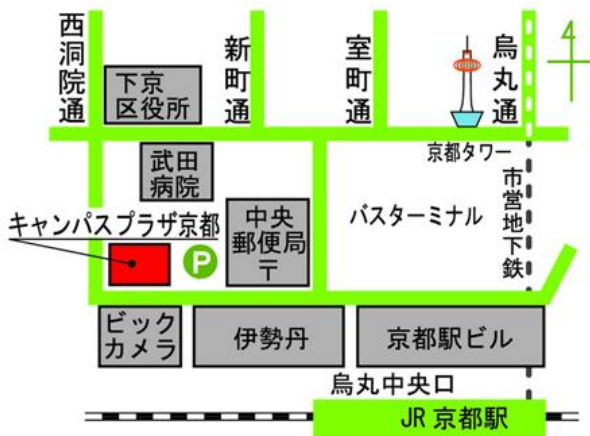 西洞院通
新町通
室町通
烏丸通
4
下京
区役所
京都タワー
武田
病院
市営地下鉄
キャンパスプラザ京都
P
中央
郵便局
〒
バスターミナル
ビック
カメラ
伊勢丹
京都駅ビル
烏丸中央口
JR 京都駅